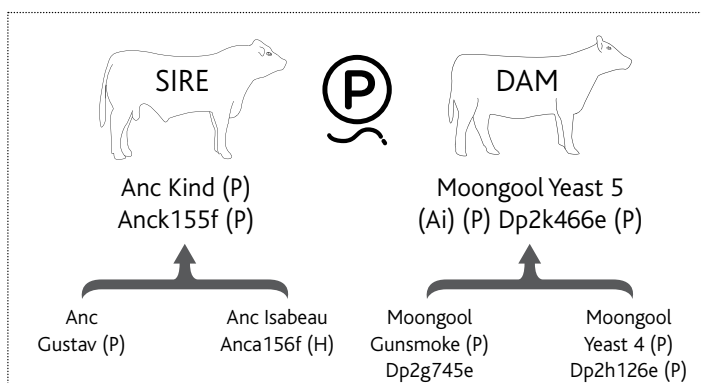 SIRE
P
DAM
Anc Kind (P)
Anck155f (P)
Moongool Yeast 5
(Ai) (P) Dp2k466e (P)
Anc
Gustav (P)
Anc Isabeau
Anca156f (H)
Moongool
Gunsmoke (P)
Dp2g745e
Moongool
Yeast 4 (P)
Dp2h126e (P)